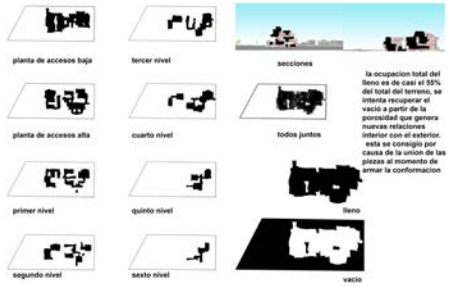 planta de accesos baja
tercer nivel
secciones
planta de accesos alta
cuarto nivel
todos juntos
la ocupacion total del
lleno es de casi el 55%
del total del terreno, se
intenta recuperar el
vació a partir de la
porosidad que genera
nuevas relaciones
interior con el exterior.
esta se consigio por
causa de la union de las
piezas al momento de
armar la conformacion
primer nivel
quinto nivel
lleno
segundo nivel
sexto nivel
vacio